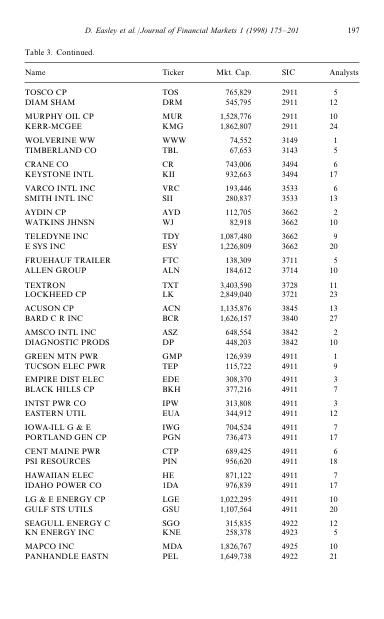 D. Easley et al. / Journal of Financial Markets 1 (1998) 175–201 197
Table 3. Continued.
Name Ticker Mkt. Cap. SIC Analysts
TOSCO CP TOS 765,829 2911 5
DIAM SHAM DRM 545,795 2911 12
MURPHY OIL CP MUR 1,528,776 2911 10
KERR-MCGEE KMG 1,862,807 2911 24
WOLVERINE WW WWW 74,552 3149 1
TIMBERLAND CO TBL 67,653 3143 5
CRANE CO CR 743,006 3494 6
KEYSTONE INTL KII 932,663 3494 17
VARCO INTL INC VRC 193,446 3533 6
SMITH INTL INC SII 280,837 3533 13
AYDIN CP AYD 112,705 3662 2
WATKINS JHNSN WJ 82,918 3662 10
TELEDYNE INC TDY 1,087,480 3662 9
E SYS INC ESY 1,226,809 3662 20
FRUEHAUF TRAILER FTC 138,309 3711 5
ALLEN GROUP ALN 184,612 3714 10
TEXTRON TXT 3,403,590 3728 11
LOCKHEED CP LK 2,849,040 3721 23
ACUSON CP ACN 1,135,876 3845 13
BARD C R INC BCR 1,626,157 3840 27
AMSCO INTL INC ASZ 648,554 3842 2
DIAGNOSTIC PRODS DP 448,203 3842 10
GREEN MTN PWR GMP 126,939 4911 1
TUCSON ELEC PWR TEP 115,722 4911 9
EMPIRE DIST ELEC EDE 308,370 4911 3
BLACK HILLS CP BKH 377,216 4911 7
INTST PWR CO IPW 313,808 4911 3
EASTERN UTIL EUA 344,912 4911 12
IOWA-ILL G & E IWG 704,524 4911 7
PORTLAND GEN CP PGN 736,473 4911 17
CENT MAINE PWR CTP 689,425 4911 6
PSI RESOURCES PIN 956,620 4911 18
HAWAIIAN ELEC HE 871,122 4911 7
IDAHO POWER CO IDA 976,839 4911 17
LG & E ENERGY CP LGE 1,022,295 4911 10
GULF STS UTILS GSU 1,107,564 4911 20
SEAGULL ENERGY C SGO 315,835 4922 12
KN ENERGY INC KNE 258,378 4923 5
MAPCO INC MDA 1,826,767 4925 10
PANHANDLE EASTN PEL 1,649,738 4922 21